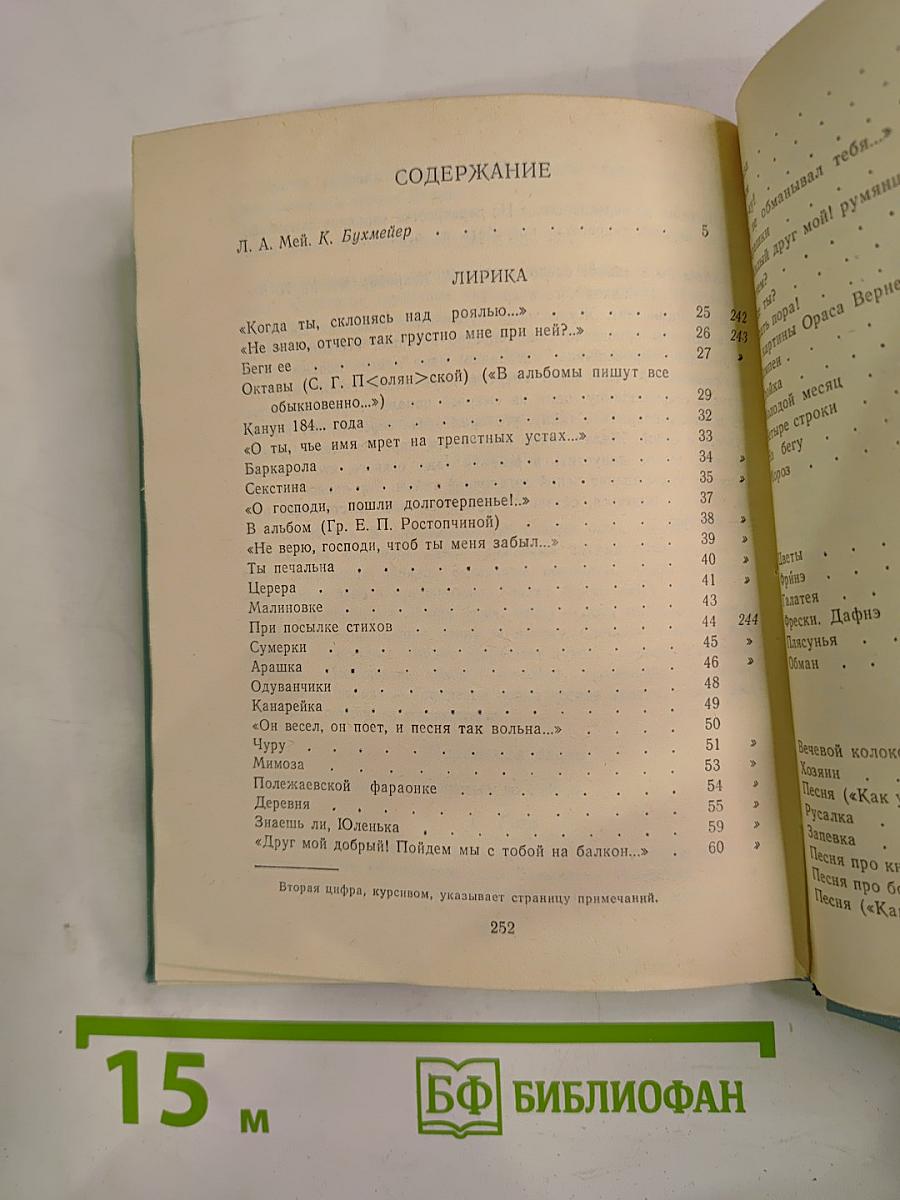 СОДЕРЖАНИЕ
Л. А. Мей. К. Бухмейер . . . . . . . . . . 5
ЛИРИКА
«Когда ты, склонясь над роялью...» . . . . . 25 242
«Не знаю, отчего так грустно мне при ней?..» . . . 26 243
Беги ее . . . . . . . . . . . . . 27 »
Октавы (С. Г. П<олян>ской) («В альбомы пишут все
обыкновенно...») . . . . . . . . . . 29
Канун 184... года . . . . . . . . . . 32
«О ты, чье имя мрет на трепетных устах...» . . . 33
Баркарола . . . . . . . . . . . . 34 »
Секстина . . . . . . . . . . . . 35 »
«О господи, пошли долготерпенье!..» . . . . . 37
В альбом (Гр. Е. П. Ростопчиной) . . . . . 38 »
«Не верю, господи, чтоб ты меня забыл...» . . . . 39 »
Ты печальна . . . . . . . . . . . 40 »
Церера . . . . . . . . . . . . . 41 »
Малиновке . . . . . . . . . . . . 43
При посылке стихов . . . . . . . . . 44 244
Сумерки . . . . . . . . . . . . 45 »
Арашка . . . . . . . . . . . . 46 »
Одуванчики . . . . . . . . . . . 48
Канарейка . . . . . . . . . . . . 49
«Он весел, он поет, и песня так вольна...» . . . . 50
Чуру . . . . . . . . . . . . . 51 »
Мимоза . . . . . . . . . . . . 53 »
Полежаевской фараонке . . . . . . . . 54 »
Деревня . . . . . . . . . . . . 55 »
Знаешь ли, Юленька . . . . . . . . . 59 »
«Друг мой добрый! Пойдем мы с тобой на балкон...» . 60 »
Вторая цифра, курсивом, указывает страницу примечаний.
252
обманывал тебя...»
друг мой! румянц
ты?
пора!
картины Ораса Верне
месяц
строки
бегу
Цветы
Фринэ
Галатея
Фрески. Дафнэ
Плясунья
Обман
Вечевой
Хозяин
Песня («Как
Русалка
Запевка
Песня про
Песня про
Песня
15 м
БФ БИБЛИОФАН